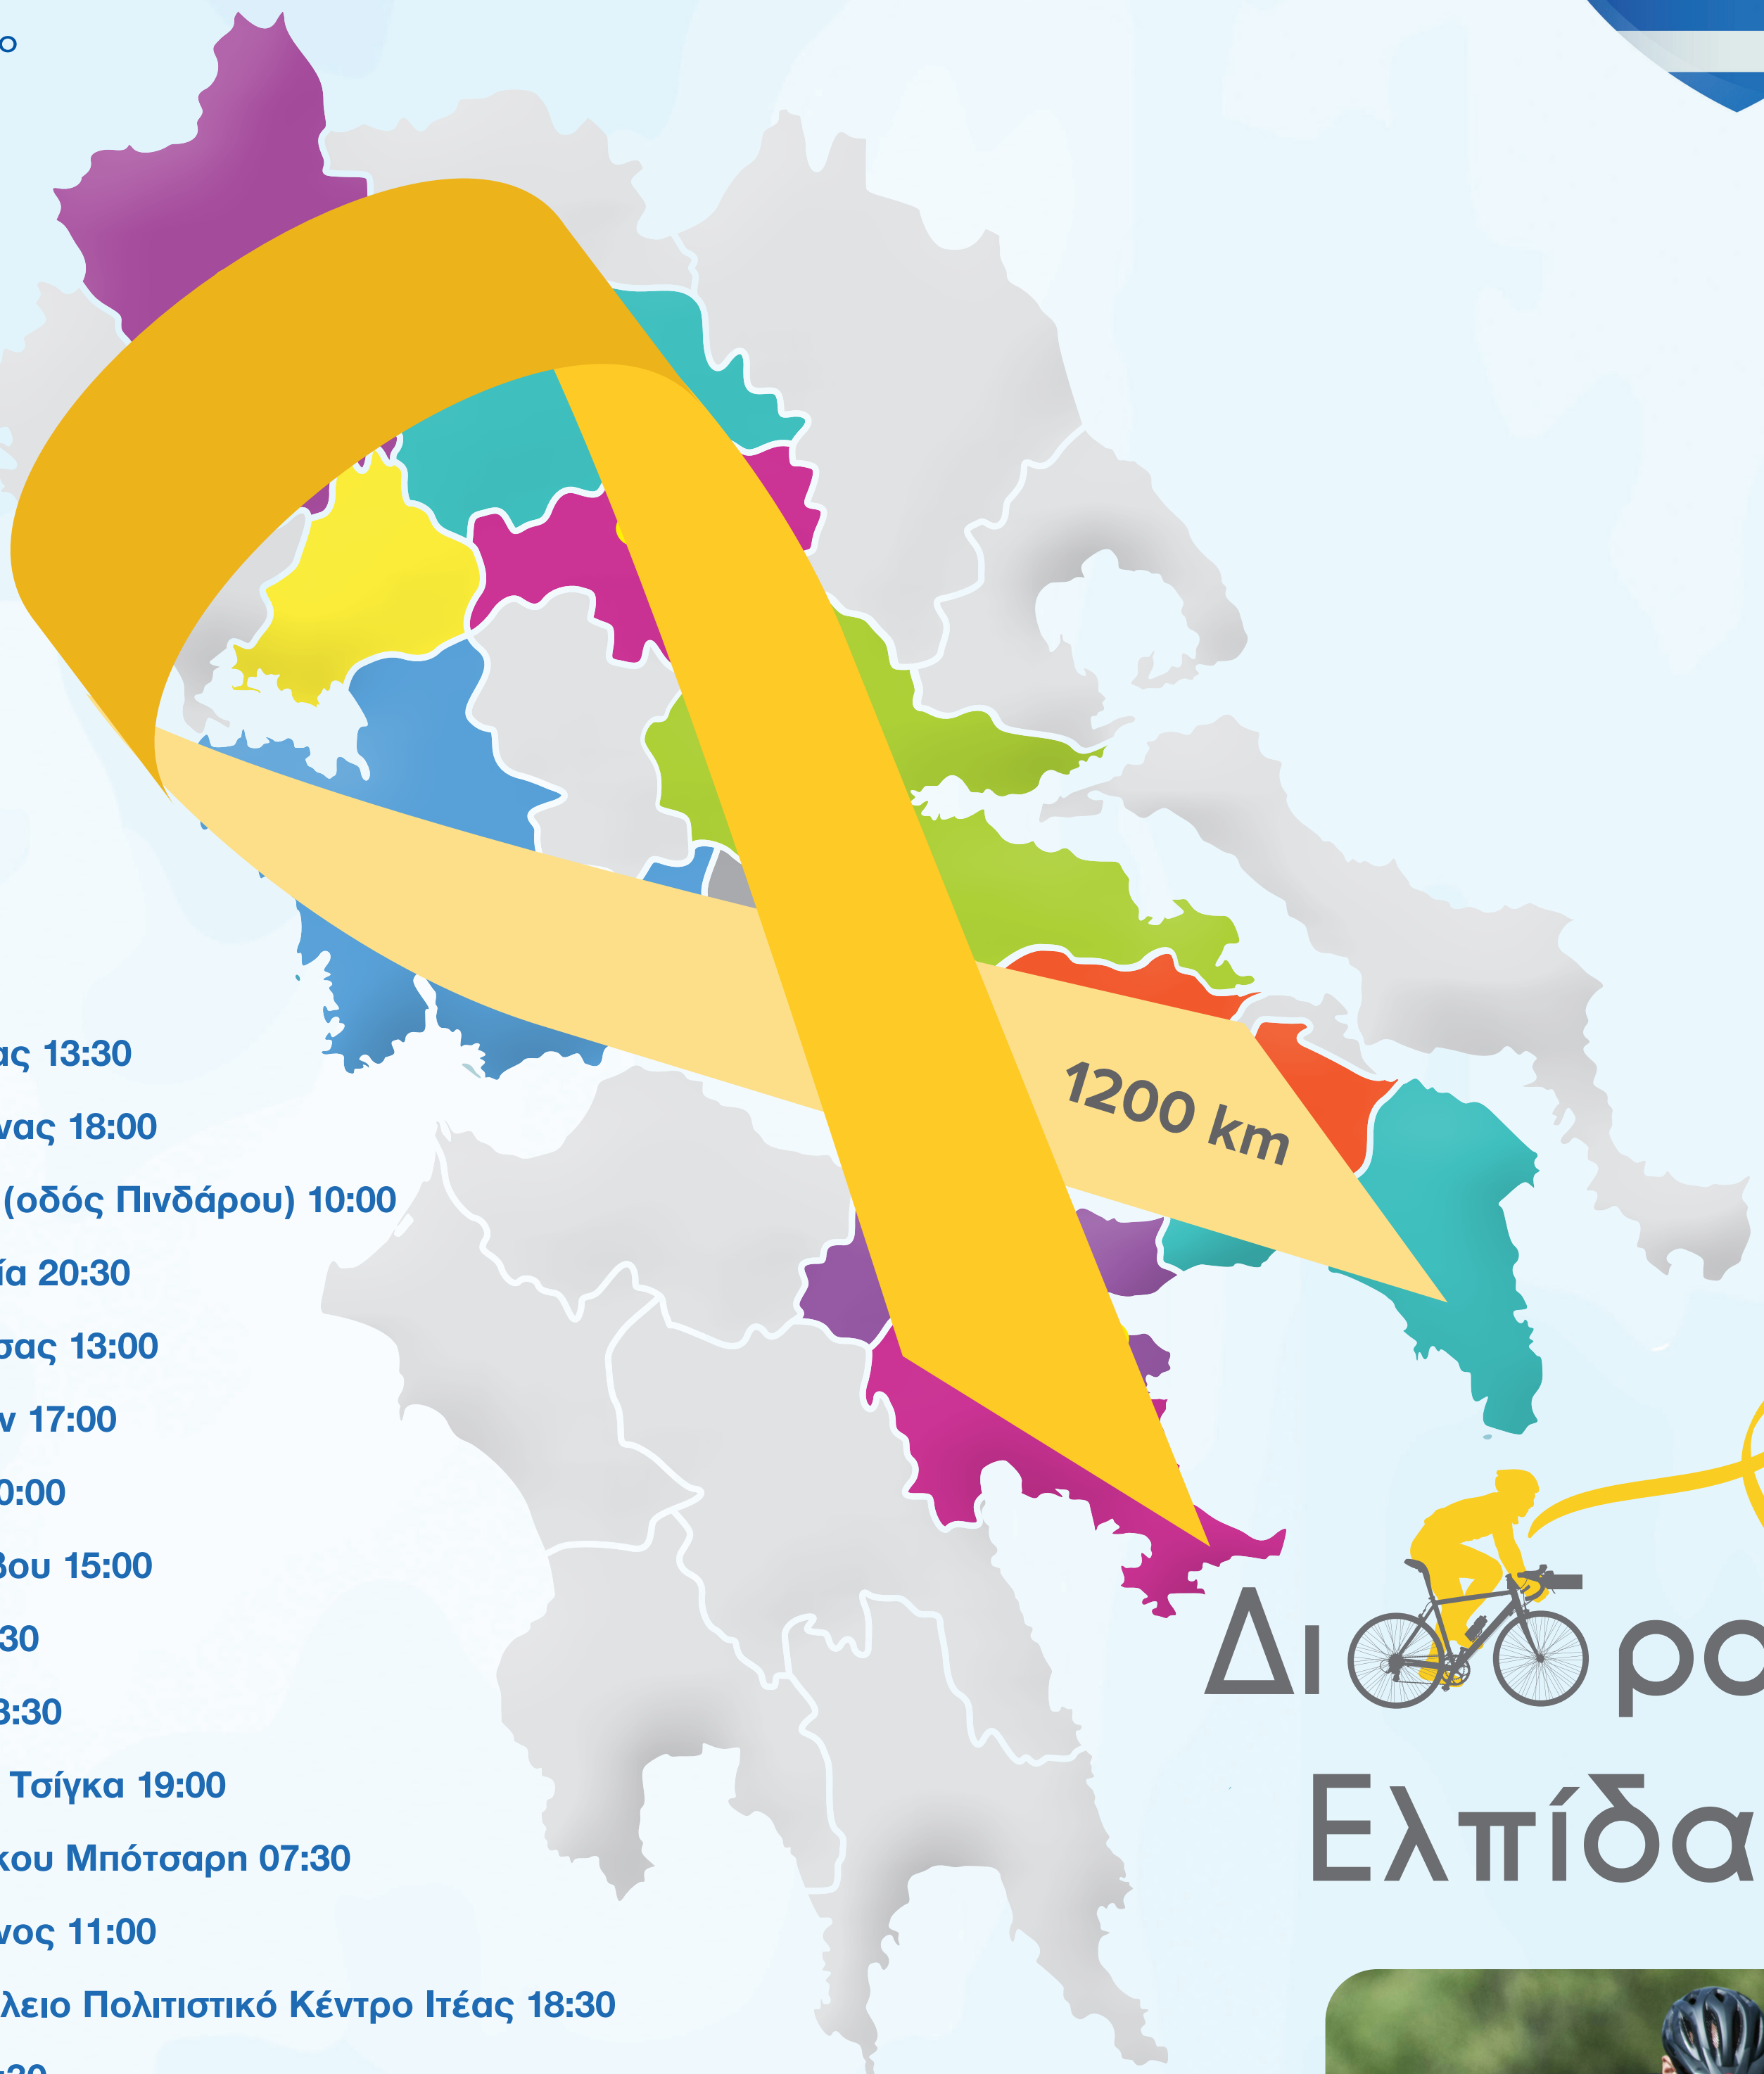 ο
ας 13:30
νας 18:00
(οδός Πινδάρου) 10:00
ία 20:30
σας 13:00
ν 17:00
0:00
βου 15:00
30
3:30
Τσίγκα 19:00
κου Μπότσαρη 07:30
νος 11:00
λειο Πολιτιστικό Κέντρο Ιτέας 18:30
:30
1200 km
Δι ρο
Ελπίδα